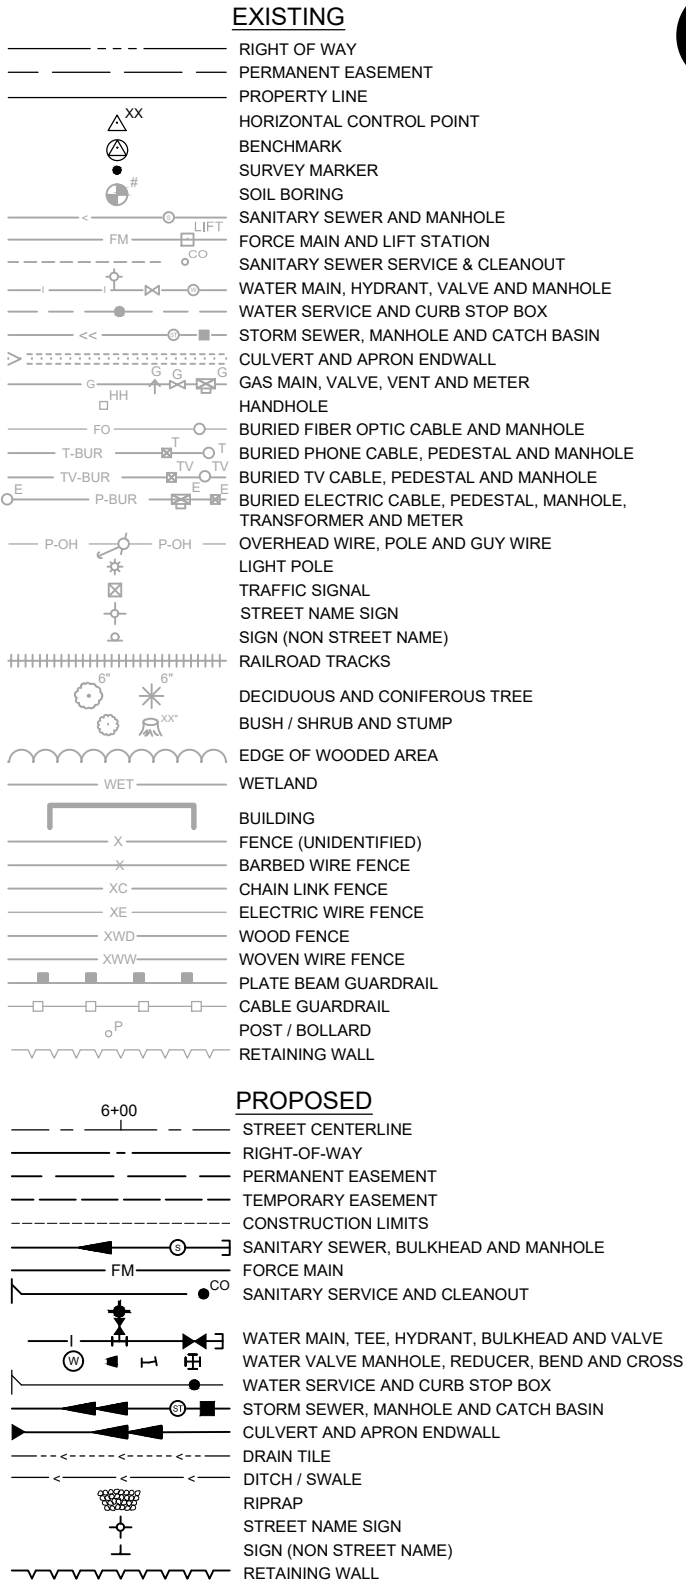 EXISTING
RIGHT OF WAY
PERMANENT EASEMENT
PROPERTY LINE
XX HORIZONTAL CONTROL POINT
BENCHMARK
SURVEY MARKER
# SOIL BORING
< S SANITARY SEWER AND MANHOLE
FM LIFT FORCE MAIN AND LIFT STATION
CO SANITARY SEWER SERVICE & CLEANOUT
I I W WATER MAIN, HYDRANT, VALVE AND MANHOLE
WATER SERVICE AND CURB STOP BOX
<< ST STORM SEWER, MANHOLE AND CATCH BASIN
> CULVERT AND APRON ENDWALL
G G G G GAS MAIN, VALVE, VENT AND METER
HH HANDHOLE
FO BURIED FIBER OPTIC CABLE AND MANHOLE
T-BUR T T BURIED PHONE CABLE, PEDESTAL AND MANHOLE
TV-BUR TV TV BURIED TV CABLE, PEDESTAL AND MANHOLE
E P-BUR E E BURIED ELECTRIC CABLE, PEDESTAL, MANHOLE,
TRANSFORMER AND METER
P-OH P-OH OVERHEAD WIRE, POLE AND GUY WIRE
LIGHT POLE
TRAFFIC SIGNAL
STREET NAME SIGN
SIGN (NON STREET NAME)
RAILROAD TRACKS
6" 6" DECIDUOUS AND CONIFEROUS TREE
XX" BUSH / SHRUB AND STUMP
EDGE OF WOODED AREA
WET WETLAND
BUILDING
X FENCE (UNIDENTIFIED)
X BARBED WIRE FENCE
XC CHAIN LINK FENCE
XE ELECTRIC WIRE FENCE
XWD WOOD FENCE
XWW WOVEN WIRE FENCE
PLATE BEAM GUARDRAIL
CABLE GUARDRAIL
P POST / BOLLARD
RETAINING WALL
PROPOSED
6+00
STREET CENTERLINE
RIGHT-OF-WAY
PERMANENT EASEMENT
TEMPORARY EASEMENT
CONSTRUCTION LIMITS
S SANITARY SEWER, BULKHEAD AND MANHOLE
FM FORCE MAIN
CO SANITARY SERVICE AND CLEANOUT
I WATER MAIN, TEE, HYDRANT, BULKHEAD AND VALVE
W WATER VALVE MANHOLE, REDUCER, BEND AND CROSS
WATER SERVICE AND CURB STOP BOX
ST STORM SEWER, MANHOLE AND CATCH BASIN
CULVERT AND APRON ENDWALL
< < < DRAIN TILE
< < < DITCH / SWALE
RIPRAP
STREET NAME SIGN
SIGN (NON STREET NAME)
RETAINING WALL